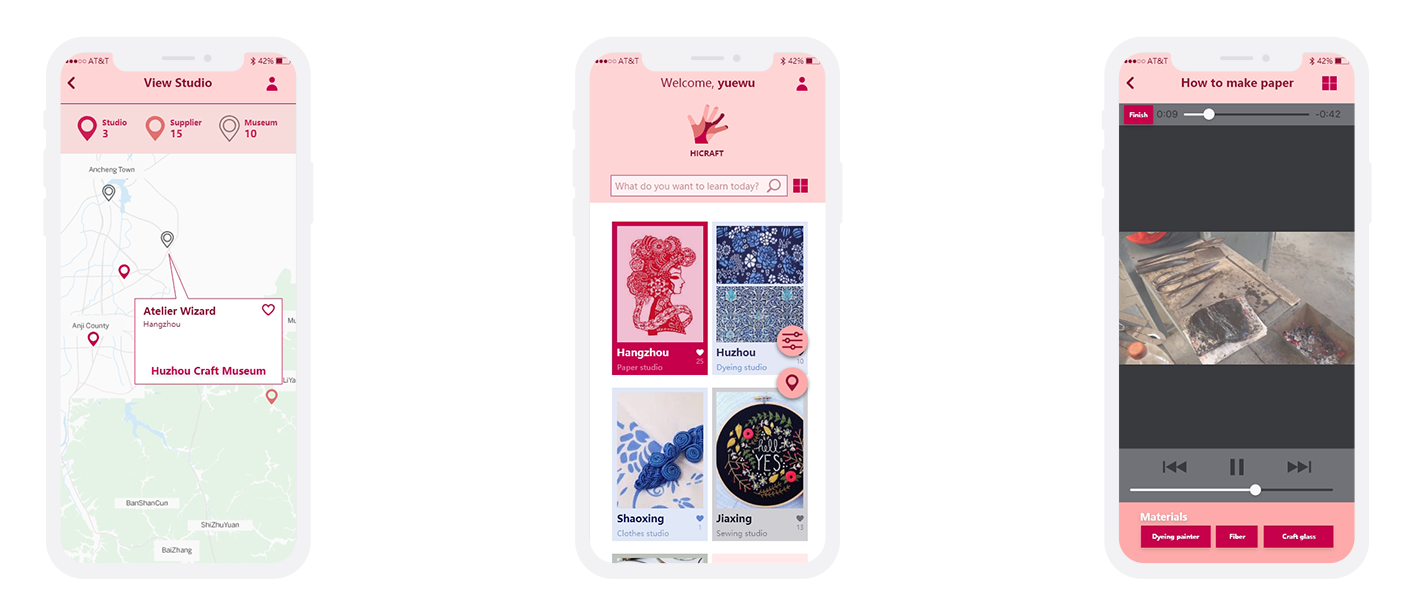 AT&T 42%
View Studio
Studio
3
Supplier
15
Museum
10
Ancheng Town
Anji County
Atelier Wizard
Hangzhou
Huzhou Craft Museum
Mu
LiYa
BanShanCun
ShiZhuYuan
BaiZhang
AT&T 42%
Welcome, yuewu
HICRAFT
What do you want to learn today?
Hangzhou
25
Paper studio
Huzhou
10
Dyeing studio
hell
YES.
Shaoxing
1
Clothes studio
Jiaxing
13
Sewing studio
AT&T 42%
How to make paper
Finish 0:09 -0:42
Materials
Dyeing painter Fiber Craft glass